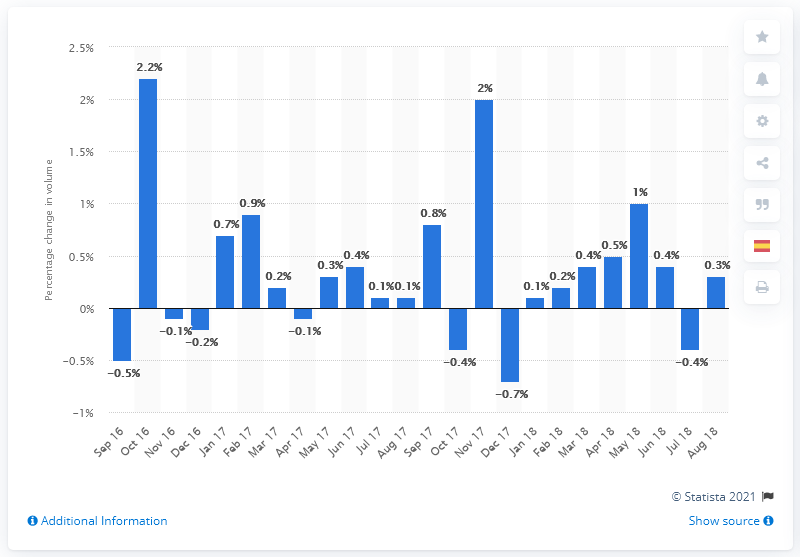 2.5%
2%
1.5%
1%
0.5%
0%
−0.5%
−1%
Percentage change in volume
−0.5%
2.2%
−0.1%
−0.2%
0.7%
0.9%
0.2%
−0.1%
0.3%
0.4%
0.1%
0.1%
0.8%
−0.4%
2%
−0.7%
0.1%
0.2%
0.4%
0.5%
1%
0.4%
−0.4%
0.3%
Sep 16
Oct 16
Nov 16
Dec 16
Jan 17
Feb 17
Mar 17
Apr 17
May 17
Jun 17
Jul 17
Aug 17
Sep 17
Oct 17
Nov 17
Dec 17
Jan 18
Feb 18
Mar 18
Apr 18
May 18
Jun 18
Jul 18
Aug 18
© Statista 2021
Additional Information
Show source